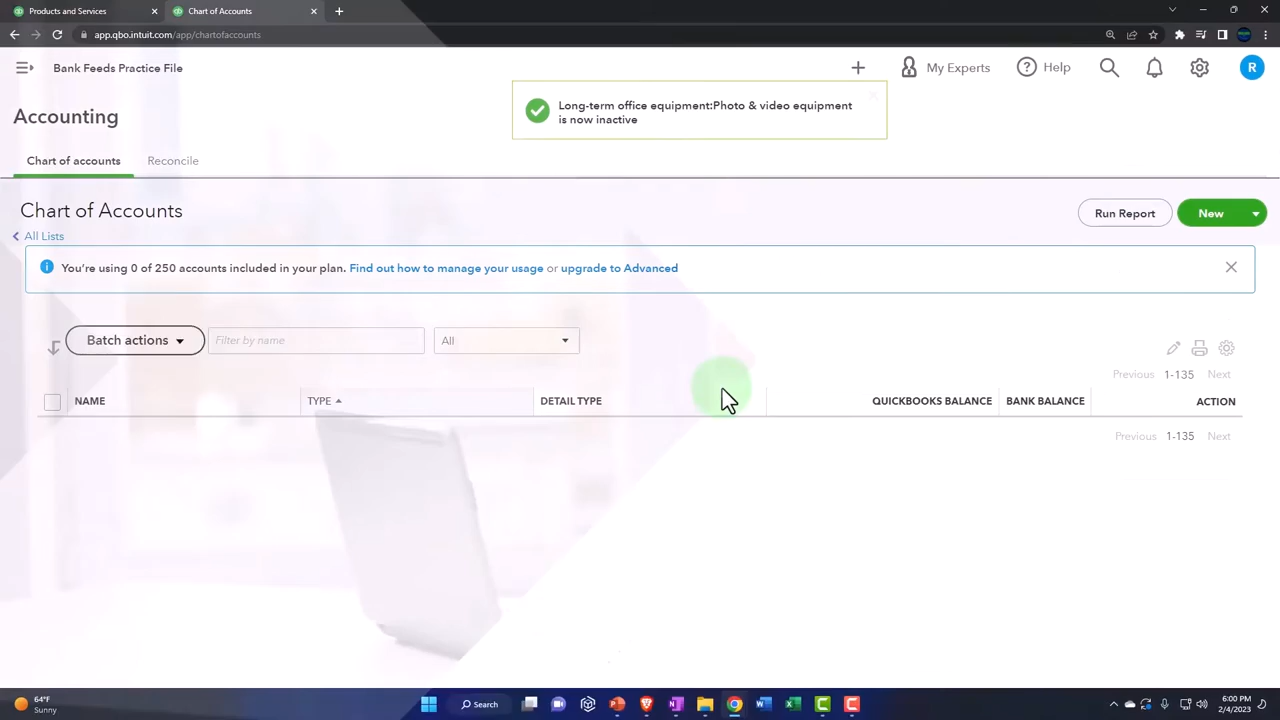 Products and Services
Chart of Accounts
app.qbo.intuit.com/app/chartofaccounts
Bank Feeds Practice File
My Experts
Help
R
Long-term office equipment:Photo & video equipment
is now inactive
Accounting
Chart of accounts
Reconcile
Chart of Accounts
Run Report
New
All Lists
You're using 0 of 250 accounts included in your plan. Find out how to manage your usage or upgrade to Advanced
Batch actions
Filter by name
All
Previous 1-135 Next
NAME
TYPE
DETAIL TYPE
QUICKBOOKS BALANCE
BANK BALANCE
ACTION
Previous 1-135 Next
64°F
Sunny
Search
6:00 PM
2/4/2023